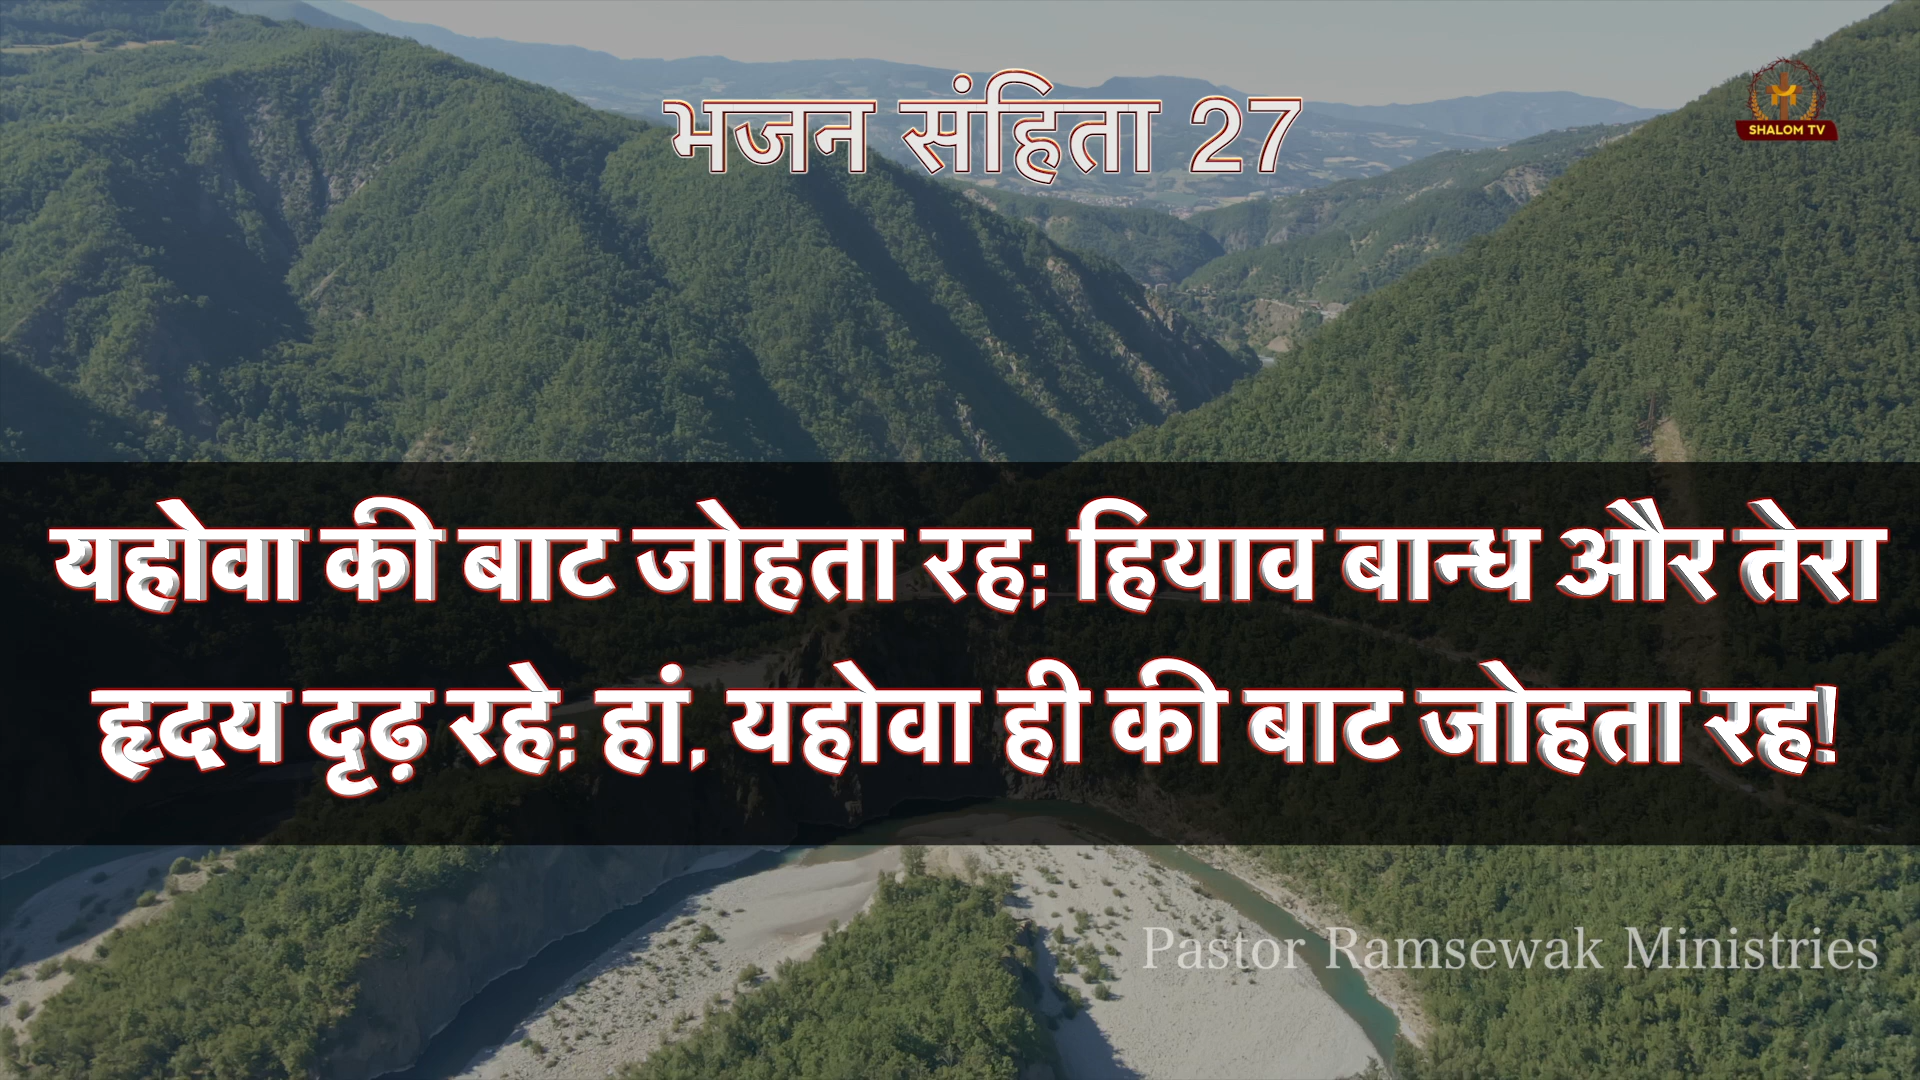 भजन संहिता 27
SHALOM TV
यहोवा की बाट जोहता रह; हियाव बान्ध और तेरा
हृदय दृढ़ रहे; हां, यहोवा ही की बाट जोहता रह!
Pastor Ramsewak Ministries